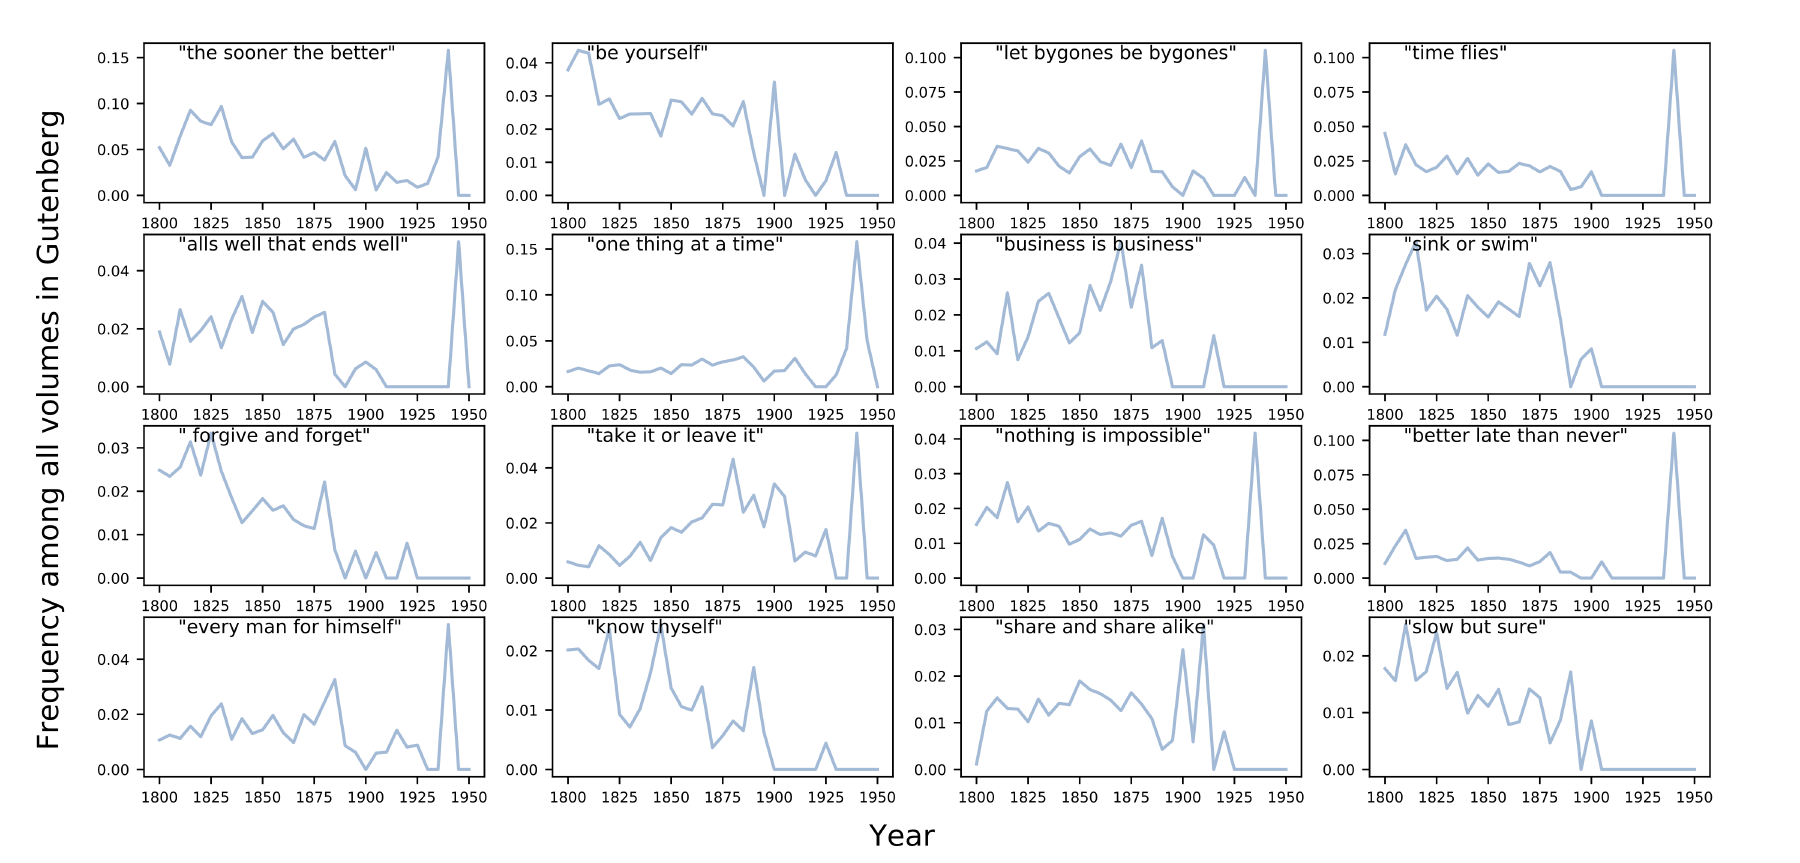 Frequency among all volumes in Gutenberg
"the sooner the better"
0.15
0.10
0.05
0.00
1800 1825 1850 1875 1900 1925 1950
"be yourself"
0.04
0.03
0.02
0.01
0.00
1800 1825 1850 1875 1900 1925 1950
"let bygones be bygones"
0.100
0.075
0.050
0.025
0.000
1800 1825 1850 1875 1900 1925 1950
"time flies"
0.100
0.075
0.050
0.025
0.000
1800 1825 1850 1875 1900 1925 1950
"alls well that ends well"
0.04
0.02
0.00
1800 1825 1850 1875 1900 1925 1950
"one thing at a time"
0.15
0.10
0.05
0.00
1800 1825 1850 1875 1900 1925 1950
"business is business"
0.04
0.03
0.02
0.01
0.00
1800 1825 1850 1875 1900 1925 1950
"sink or swim"
0.03
0.02
0.01
0.00
1800 1825 1850 1875 1900 1925 1950
" forgive and forget"
0.03
0.02
0.01
0.00
1800 1825 1850 1875 1900 1925 1950
"take it or leave it"
0.04
0.02
0.00
1800 1825 1850 1875 1900 1925 1950
"nothing is impossible"
0.04
0.03
0.02
0.01
0.00
1800 1825 1850 1875 1900 1925 1950
"better late than never"
0.100
0.075
0.050
0.025
0.000
1800 1825 1850 1875 1900 1925 1950
"every man for himself"
0.04
0.02
0.00
1800 1825 1850 1875 1900 1925 1950
"know thyself"
0.02
0.01
0.00
1800 1825 1850 1875 1900 1925 1950
"share and share alike"
0.03
0.02
0.01
0.00
1800 1825 1850 1875 1900 1925 1950
"slow but sure"
0.02
0.01
0.00
1800 1825 1850 1875 1900 1925 1950
Year